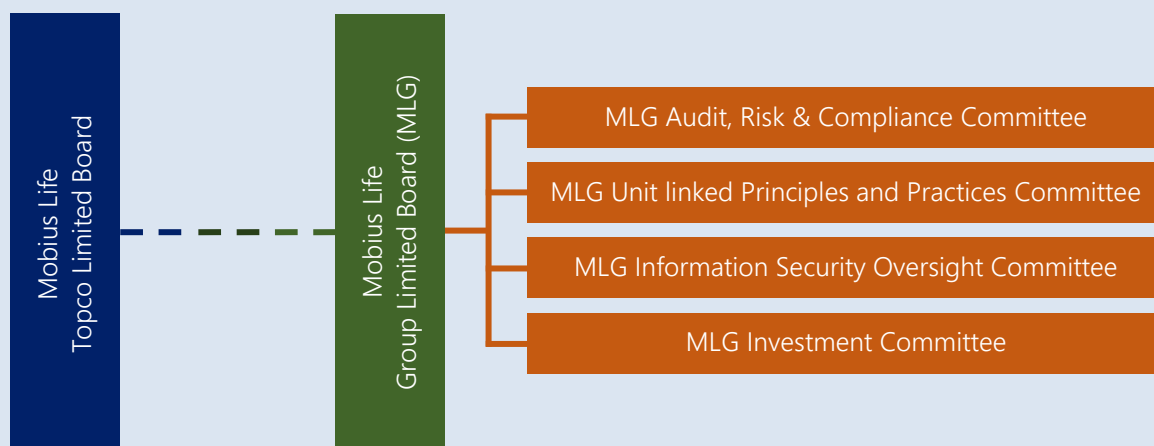 Mobius Life
Topco Limited Board
Mobius Life
Group Limited Board (MLG)
MLG Audit, Risk & Compliance Committee
MLG Unit linked Principles and Practices Committee
MLG Information Security Oversight Committee
MLG Investment Committee